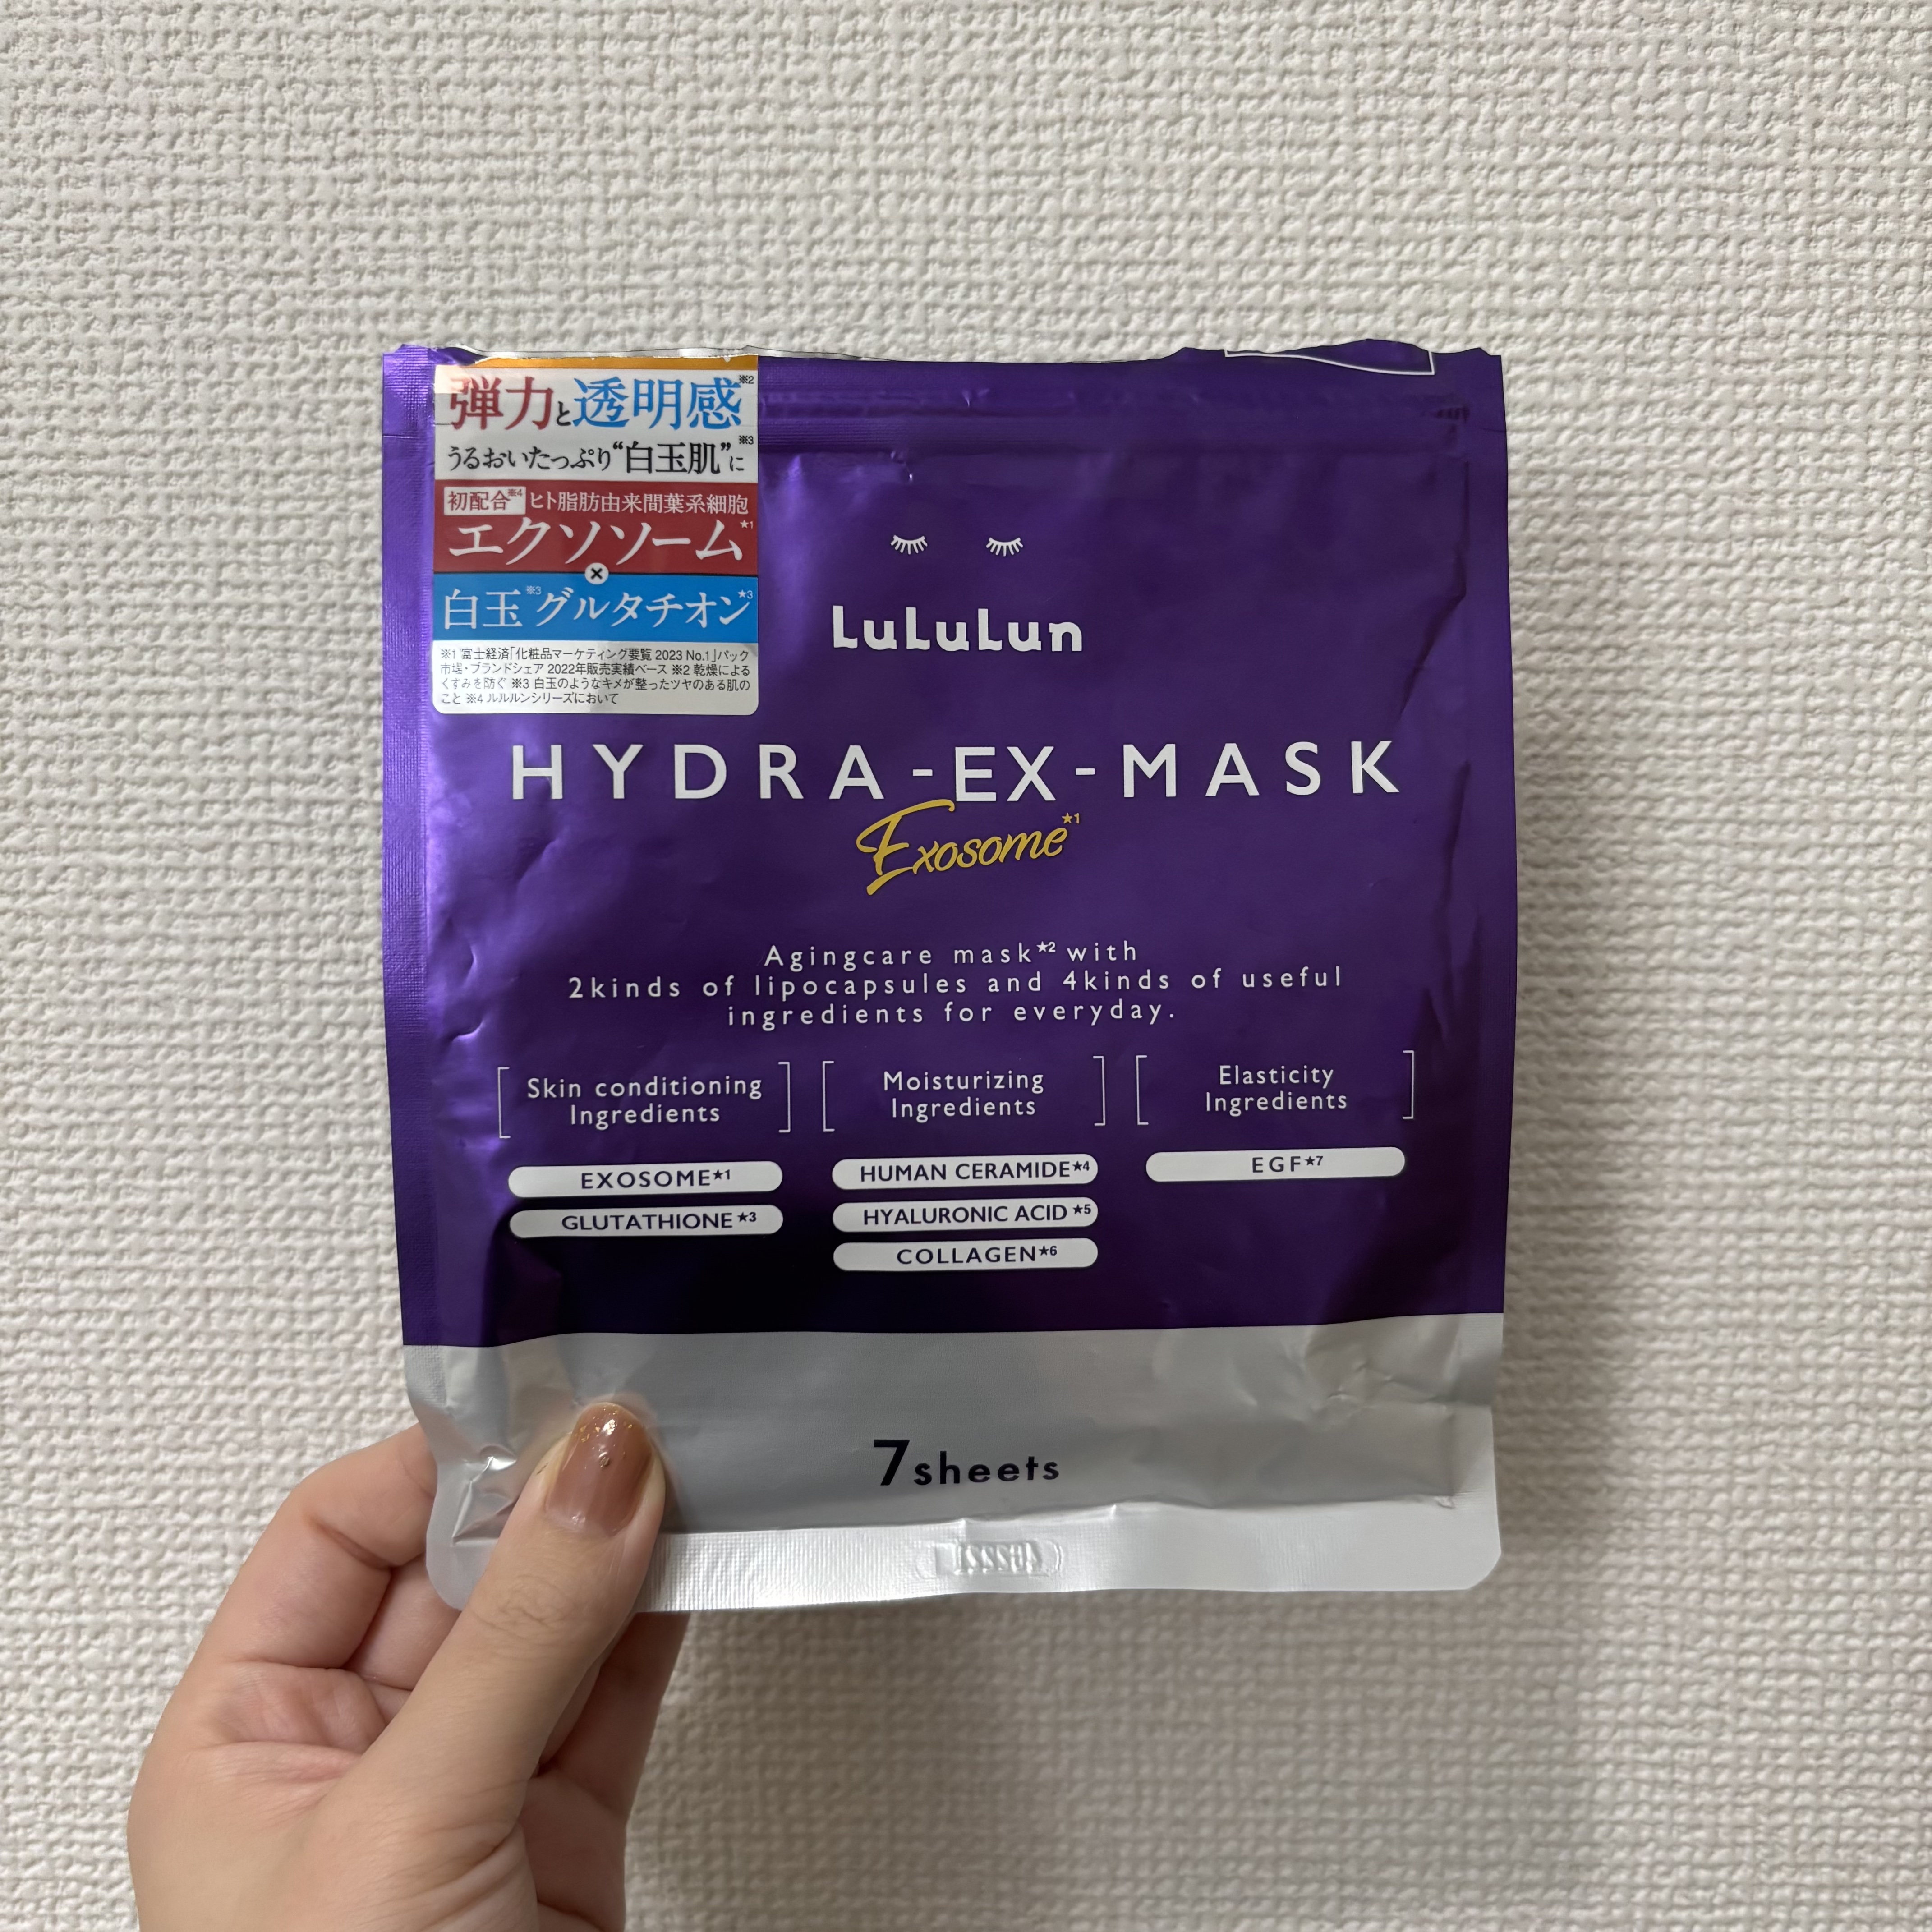 弾力と透明感※2
うるおいたっぷり“白玉肌”※3に
初配合※4 ヒト脂肪由来間葉系細胞
エクソソーム★1
×
白玉※3グルタチオン★3
※1 富士経済「化粧品マーケティング要覧 2023 No.1」パック
市場・ブランドシェア 2022年販売実績ベース ※2 乾燥による
くすみを防ぐ ※3 白玉のようなキメが整ったツヤのある肌の
こと ※4 ルルルンシリーズにおいて
LuLuLun
HYDRA-EX-MASK
Exosome★1
Agingcare mask★2 with
2kinds of lipocapsules and 4kinds of useful
ingredients for everyday.
Skin conditioning
Ingredients
EXOSOME★1
GLUTATHIONE★3
Moisturizing
Ingredients
HUMAN CERAMIDE★4
HYALURONIC ACID★5
COLLAGEN★6
Elasticity
Ingredients
EGF★7
7sheets